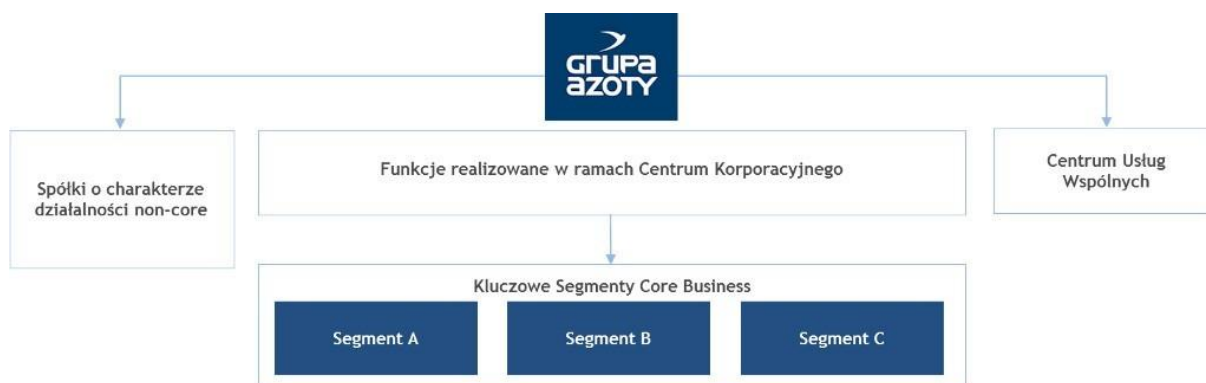 GRUPA
AZOTY
Spółki o charakterze
działalności non-core
Funkcje realizowane w ramach Centrum Korporacyjnego
Centrum Usług
Wspólnych
Kluczowe Segmenty Core Business
Segment A
Segment B
Segment C